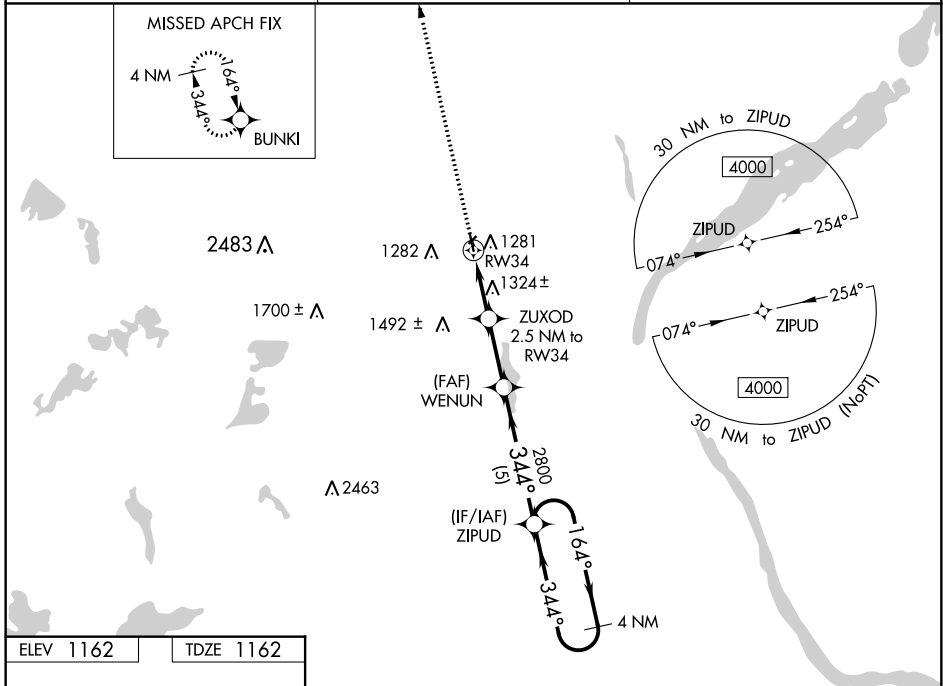 MISSED APCH FIX
4 NM
164°
344°
BUNKI
30 NM to ZIPUD
4000
ZIPUD
254°
074°
2483
1282
1281
RW34
1324±
1700 ±
1492 ±
ZUXOD
2.5 NM to
RW34
254°
074°
ZIPUD
4000
30 NM to ZIPUD (NoPT)
(FAF)
WENUN
2800
344°
(5)
2463
(IF/IAF)
ZIPUD
164°
344°
4 NM
ELEV 1162
TDZE 1162